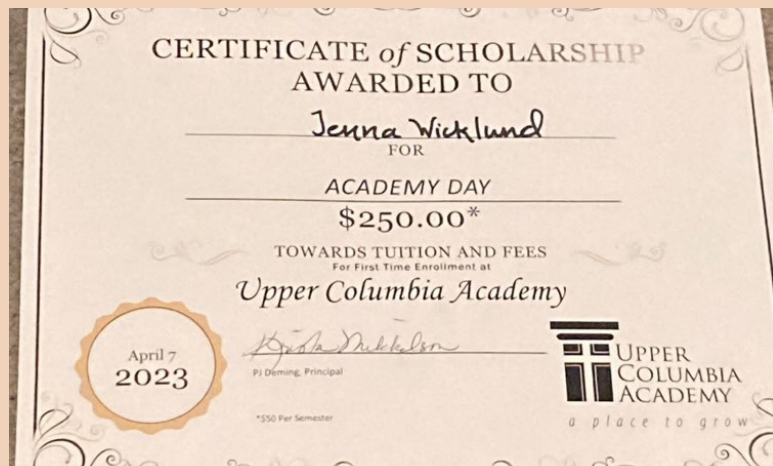 CERTIFICATE of SCHOLARSHIP
AWARDED TO
Jenna Wicklund
FOR
ACADEMY DAY
$250.00*
TOWARDS TUITION AND FEES
For First Time Enrollment at
Upper Columbia Academy
April 7
2023
PJ Deming, Principal
*$50 Per Semester
UPPER
COLUMBIA
ACADEMY
a place to grow